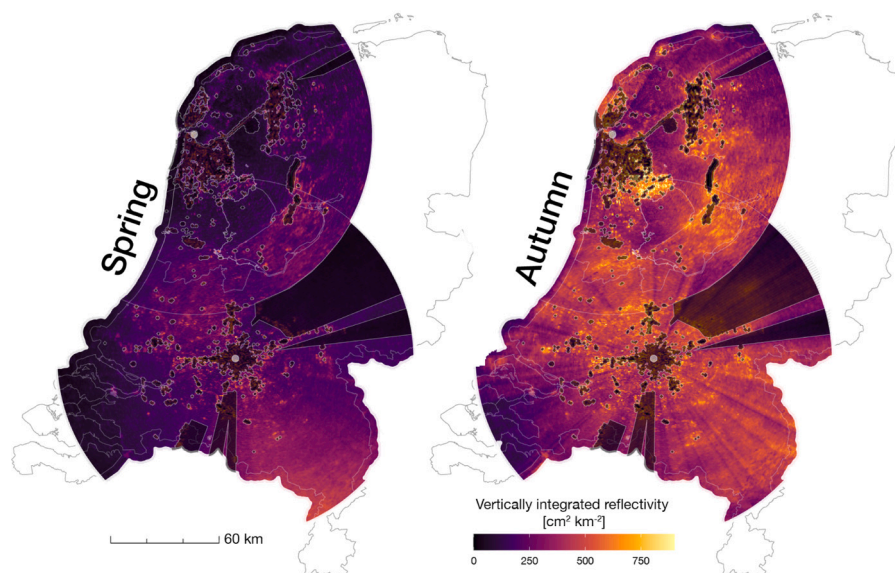 Spring
Autumn
Vertically integrated reflectivity
[cm² km⁻²]
60 km
0 250 500 750